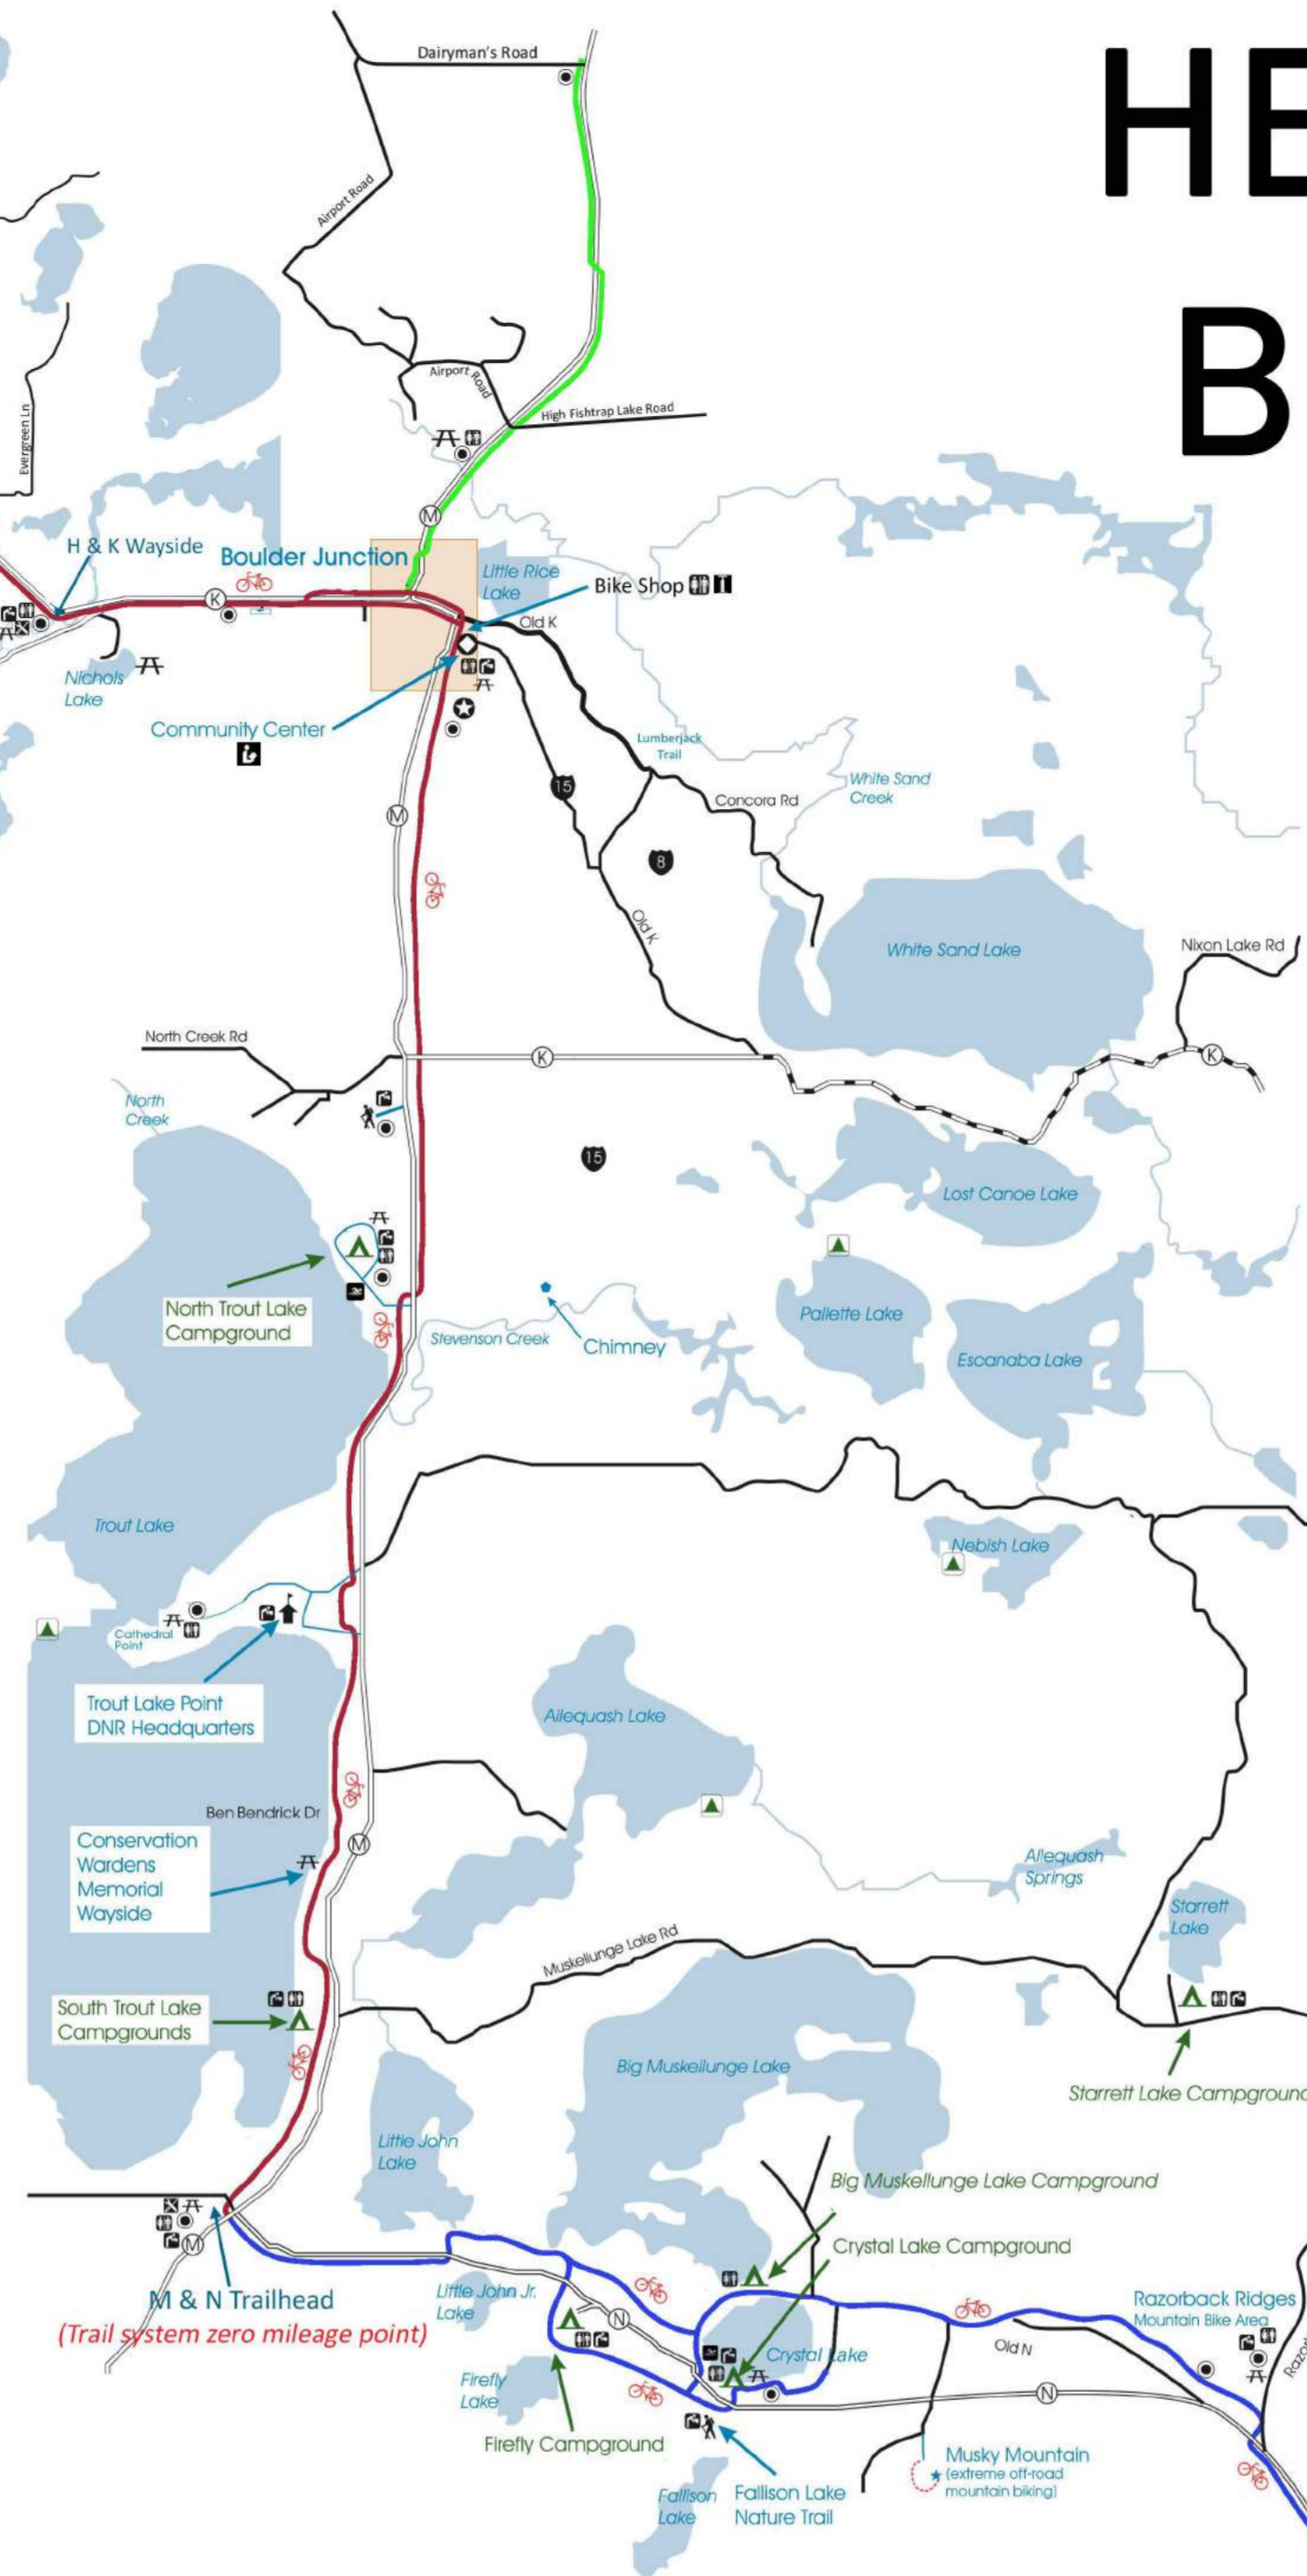 HE
B
Dairyman's Road
Airport Road
Airport Road
High Fishtrap Lake Road
Evergreen Ln
M
H & K Wayside
Boulder Junction
K
Little Rice
Lake
Bike Shop
Old K
Nichols
Lake
Community Center
Lumberjack
Trail
15
White Sand
Creek
Concora Rd
M
8
Old K
White Sand Lake
Nixon Lake Rd
North Creek Rd
K
K
North
Creek
15
Lost Canoe Lake
North Trout Lake
Campground
Stevenson Creek
Chimney
Pallette Lake
Escanaba Lake
Trout Lake
Nebish Lake
Cathedral
Point
Trout Lake Point
DNR Headquarters
Allequash Lake
Ben Bendrick Dr
Conservation
Wardens
Memorial
Wayside
M
Allequash
Springs
Starrett
Lake
Muskellunge Lake Rd
South Trout Lake
Campgrounds
Big Muskellunge Lake
Starrett Lake Campground
Little John
Lake
Big Muskellunge Lake Campground
Crystal Lake Campground
M
M & N Trailhead
(Trail system zero mileage point)
Little John Jr.
Lake
N
Razorback Ridges
Mountain Bike Area
Old N
Razo
Crystal Lake
Firefly
Lake
N
Firefly Campground
Musky Mountain
(extreme off-road
mountain biking)
Fallison
Lake
Fallison Lake
Nature Trail